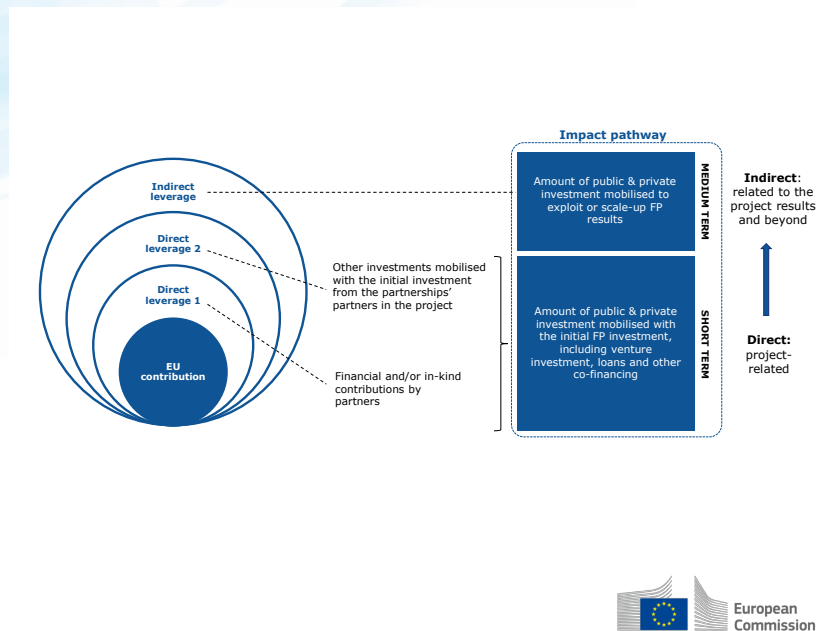 Impact pathway
Indirect
leverage
Direct
leverage 2
Direct
leverage 1
EU
contribution
Other investments mobilised
with the initial investment
from the partnerships’
partners in the project
Financial and/or in-kind
contributions by
partners
Amount of public & private
investment mobilised to
exploit or scale-up FP
results
MEDIUM TERM
Amount of public & private
investment mobilised with
the initial FP investment,
including venture
investment, loans and other
co-financing
SHORT TERM
Indirect:
related to the
project results
and beyond
Direct:
project-
related
European
Commission